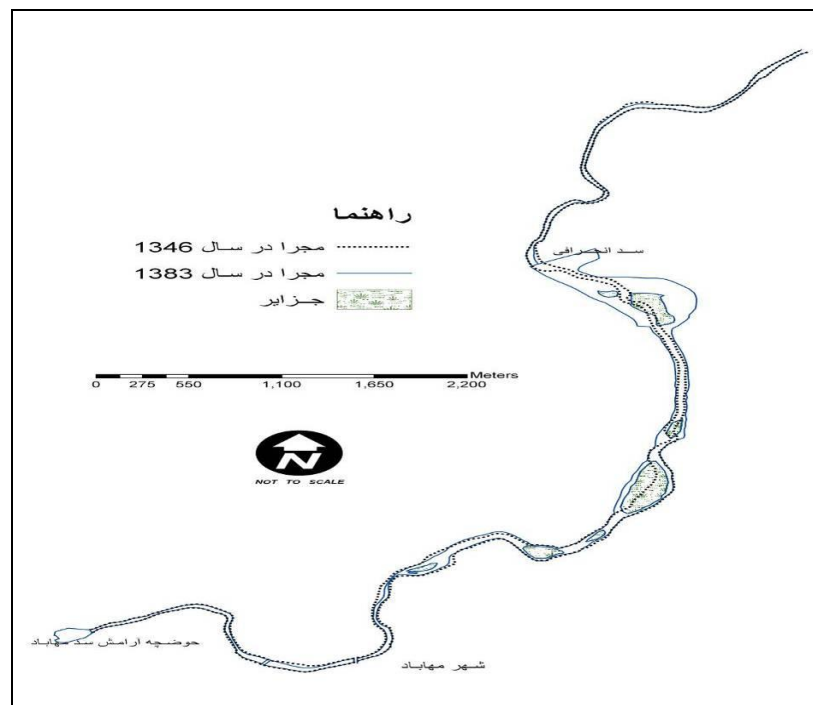 سد انحرافی
راهنما
مجرا در سال 1346
مجرا در سال 1383
جزایر
Meters
0 275 550 1,100 1,650 2,200
N
NOT TO SCALE
حوضچه آرامش سد مهاباد
شهر مهاباد